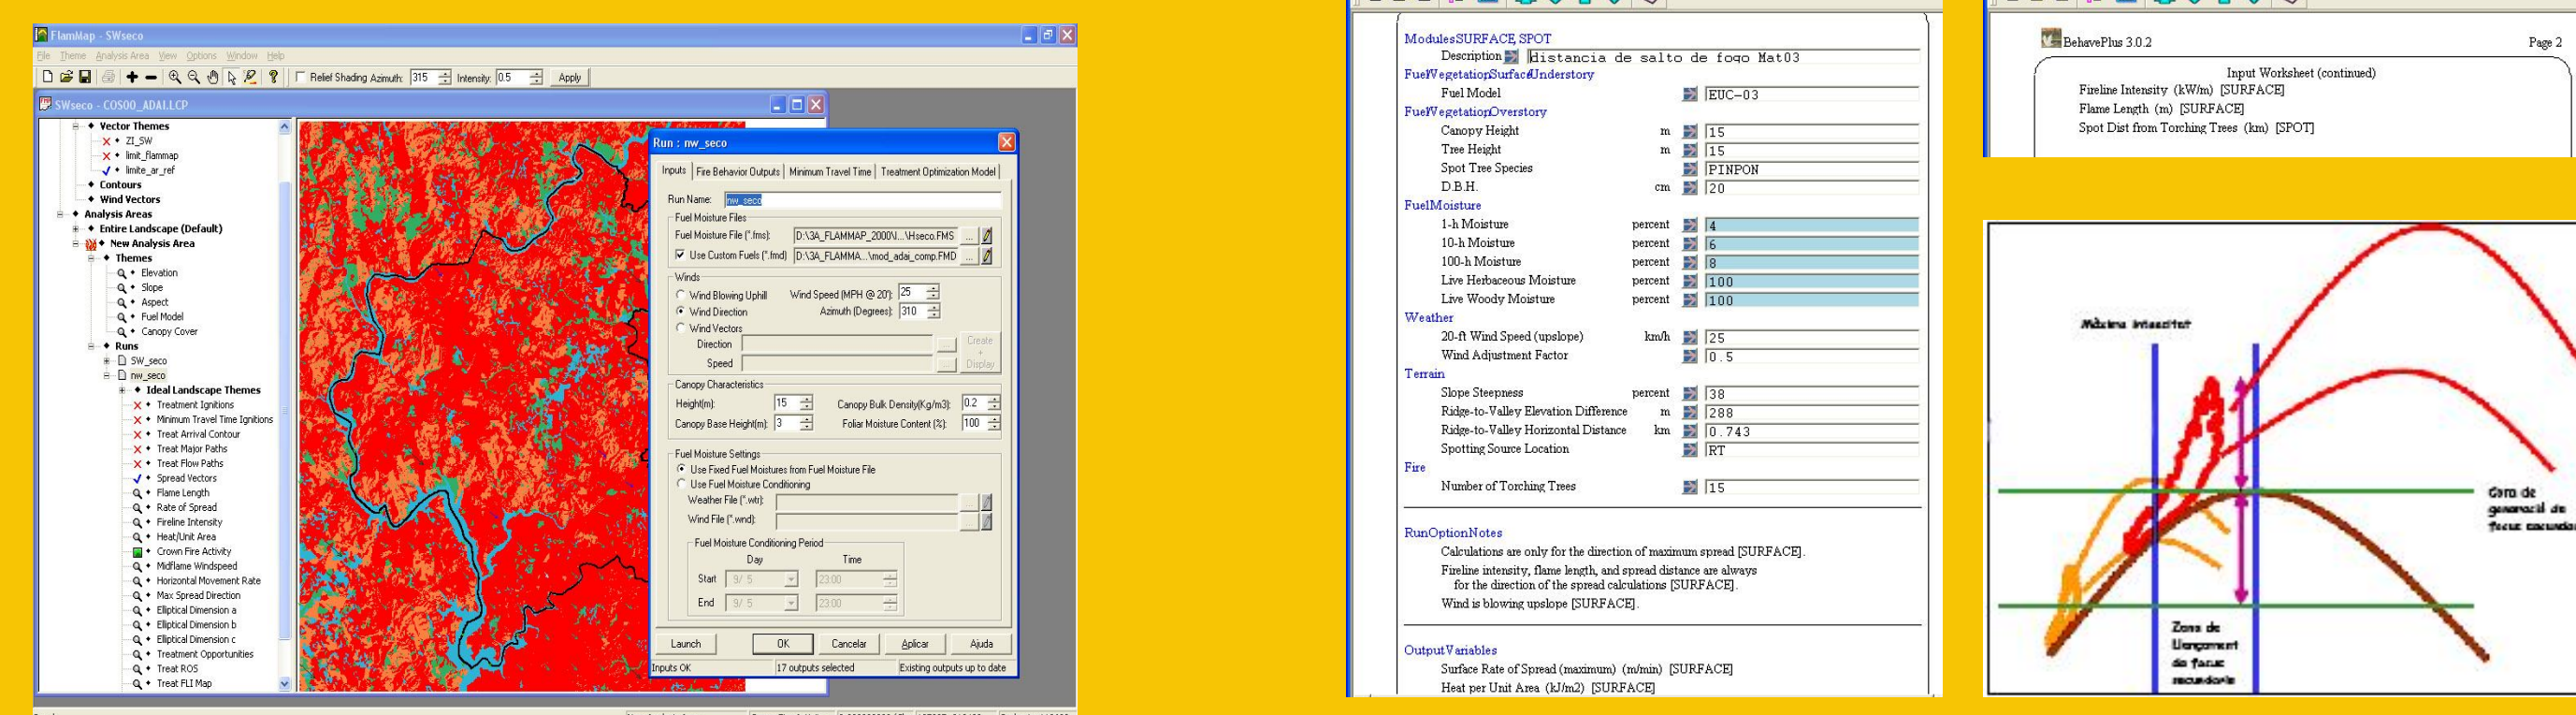 FlamMap - SWseco
File Theme Analysis Area View Options Window Help
Relief Shading Azimuth: 315 Intensity: 0.5 Apply
SWseco - COS00_ADAI.LCP
Vector Themes
ZI_SW
limit_flammap
limite_ar_ref
Contours
Wind Vectors
Analysis Areas
Entire Landscape (Default)
New Analysis Area
Themes
Elevation
Slope
Aspect
Fuel Model
Canopy Cover
Runs
SW_seco
nw_seco
Ideal Landscape Themes
Treatment Ignitions
Minimum Travel Time Ignitions
Treat Arrival Contour
Treat Major Paths
Treat Flow Paths
Spread Vectors
Flame Length
Rate of Spread
Fireline Intensity
Heat/Unit Area
Crown Fire Activity
Midflame Windspeed
Horizontal Movement Rate
Max Spread Direction
Elliptical Dimension a
Elliptical Dimension b
Elliptical Dimension c
Treatment Opportunities
Treat ROS
Treat FLI Map
Run : nw_seco
Inputs Fire Behavior Outputs Minimum Travel Time Treatment Optimization Model
Run Name: nw_seco
Fuel Moisture Files
Fuel Moisture File (*.fms): D:\3A_FLAMMAP_2000\I...\Hseco.FMS ...
Use Custom Fuels (*.fmd) D:\3A_FLAMMA...\mod_adai_comp.FMD ...
Winds
Wind Blowing Uphill Wind Speed (MPH @ 20'): 25
Wind Direction Azimuth (Degrees): 310
Wind Vectors
Direction ... Create
+
Speed ... Display
Canopy Characteristics
Height(m): 15 Canopy Bulk Density(Kg/m3): 0.2
Canopy Base Height(m): 3 Foliar Moisture Content (%): 100
Fuel Moisture Settings
Use Fixed Fuel Moistures from Fuel Moisture File
Use Fuel Moisture Conditioning
Weather File (*.wtr): ...
Wind File (*.wnd): ...
Fuel Moisture Conditioning Period
Day Time
Start 9/ 5 23:00
End 9/ 5 23:00
Launch OK Cancelar Aplicar Ajuda
Inputs OK 17 outputs selected Existing outputs up to date
ModulesSURFACE, SPOT
Description distancia de salto de fogo Mat03
Fuel/VegetationSurface/Understory
Fuel Model EUC-03
Fuel/VegetationOverstory
Canopy Height m 15
Tree Height m 15
Spot Tree Species PINPON
D.B.H. cm 20
FuelMoisture
1-h Moisture percent 4
10-h Moisture percent 6
100-h Moisture percent 8
Live Herbaceous Moisture percent 100
Live Woody Moisture percent 100
Weather
20-ft Wind Speed (upslope) km/h 25
Wind Adjustment Factor 0.5
Terrain
Slope Steepness percent 38
Ridge-to-Valley Elevation Difference m 288
Ridge-to-Valley Horizontal Distance km 0.743
Spotting Source Location RT
Fire
Number of Torching Trees 15
RunOptionNotes
Calculations are only for the direction of maximum spread [SURFACE].
Fireline intensity, flame length, and spread distance are always
for the direction of the spread calculations [SURFACE].
Wind is blowing upslope [SURFACE].
OutputVariables
Surface Rate of Spread (maximum) (m/min) [SURFACE]
Heat per Unit Area (kJ/m2) [SURFACE]
BehavePlus 3.0.2 Page 2
Input Worksheet (continued)
Fireline Intensity (kW/m) [SURFACE]
Flame Length (m) [SURFACE]
Spot Dist from Torching Trees (km) [SPOT]
Màxima intensitat
de
de
focus
Zona de
Llançament
de focus
secundaris